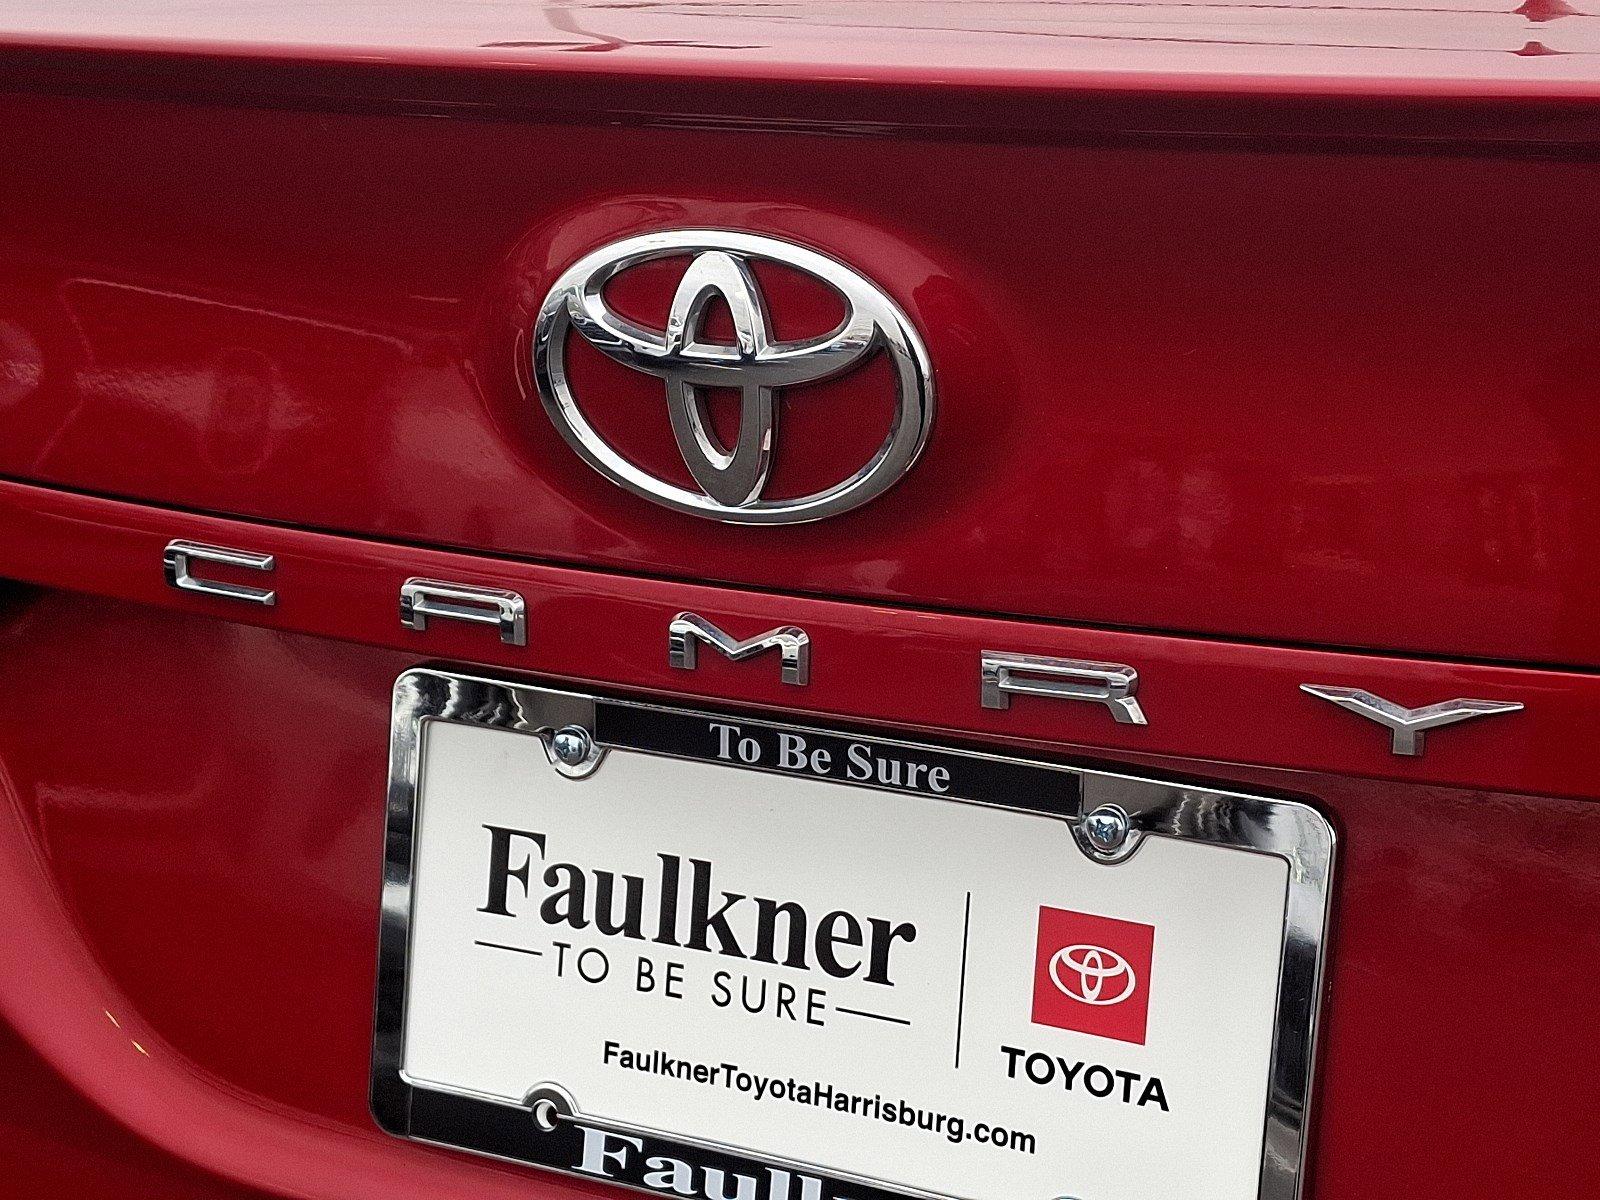 CAMRY
To Be Sure
Faulkner
TO BE SURE
TOYOTA
FaulknerToyotaHarrisburg.com